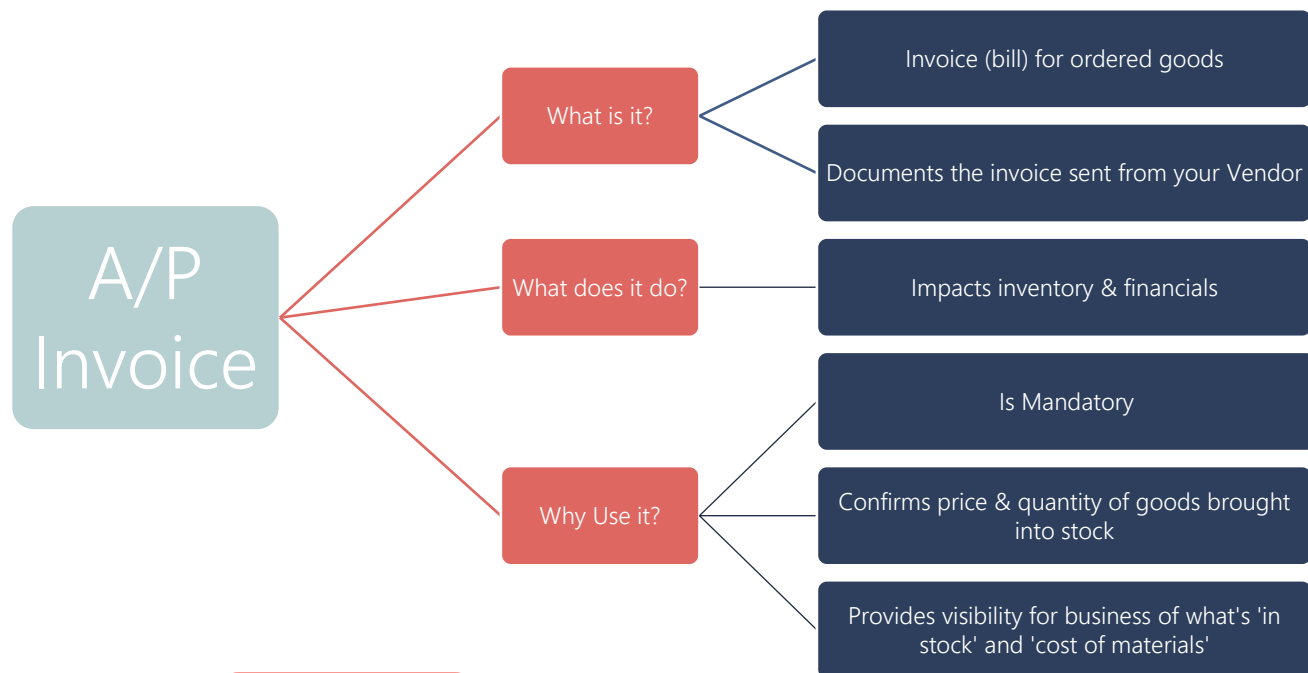 A/P
Invoice
What is it?
Invoice (bill) for ordered goods
Documents the invoice sent from your Vendor
What does it do?
Impacts inventory & financials
Why Use it?
Is Mandatory
Confirms price & quantity of goods brought
into stock
Provides visibility for business of what's 'in
stock' and 'cost of materials'